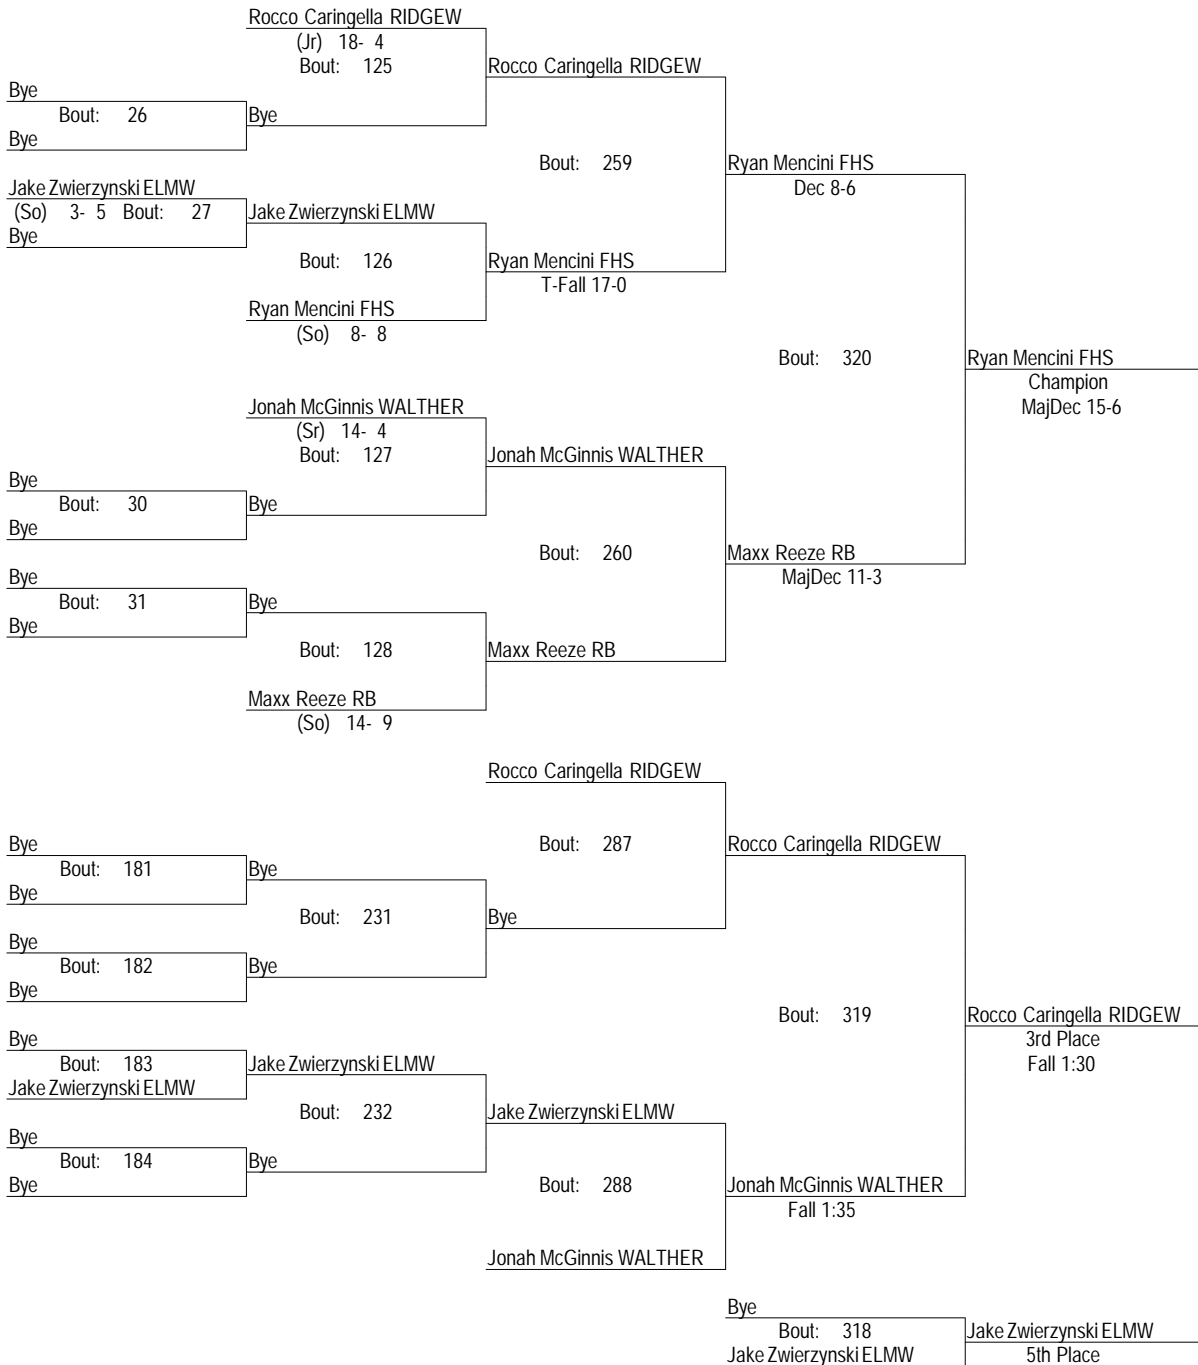 Rocco Caringella RIDGEW
(Jr) 18- 4
Bout: 125
Rocco Caringella RIDGEW
Bye
Bout: 26
Bye
Bye
Bout: 259
Ryan Mencini FHS
Dec 8-6
Jake Zwierzynski ELMW
(So) 3- 5 Bout: 27
Jake Zwierzynski ELMW
Bye
Bout: 126
Ryan Mencini FHS
T-Fall 17-0
Ryan Mencini FHS
(So) 8- 8
Bout: 320
Ryan Mencini FHS
Champion
MajDec 15-6
Jonah McGinnis WALTHER
(Sr) 14- 4
Bout: 127
Jonah McGinnis WALTHER
Bye
Bout: 30
Bye
Bye
Bout: 260
Maxx Reeze RB
MajDec 11-3
Bye
Bout: 31
Bye
Bye
Bout: 128
Maxx Reeze RB
Maxx Reeze RB
(So) 14- 9
Rocco Caringella RIDGEW
Bout: 287
Rocco Caringella RIDGEW
Bye
Bout: 181
Bye
Bye
Bout: 231
Bye
Bye
Bout: 182
Bye
Bye
Bout: 319
Rocco Caringella RIDGEW
3rd Place
Fall 1:30
Bye
Bout: 183
Jake Zwierzynski ELMW
Jake Zwierzynski ELMW
Bout: 232
Jake Zwierzynski ELMW
Bye
Bout: 184
Bye
Bye
Bout: 288
Jonah McGinnis WALTHER
Fall 1:35
Jonah McGinnis WALTHER
Bye
Bout: 318
Jake Zwierzynski ELMW
Jake Zwierzynski ELMW
5th Place